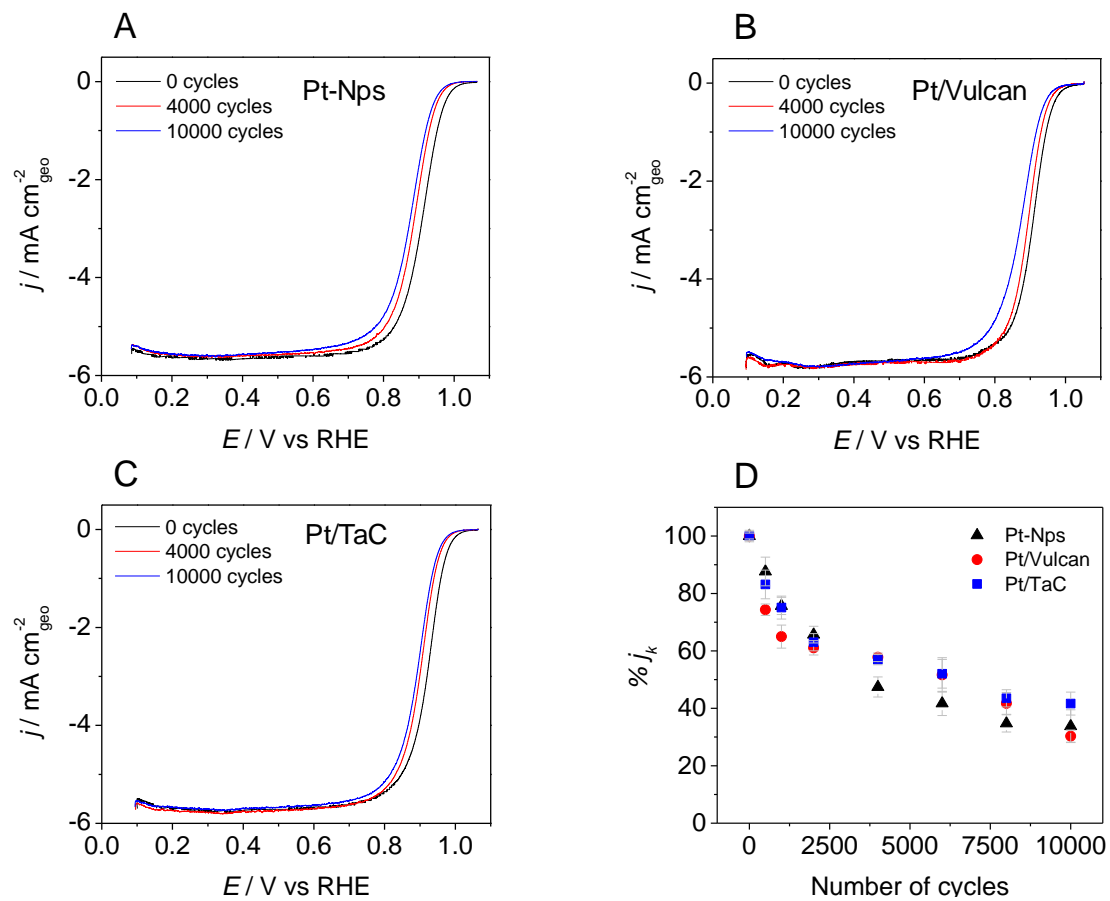 A
0 cycles
4000 cycles
10000 cycles
Pt-Nps
0
-2
-4
-6
j / mA cm-2geo
0.0 0.2 0.4 0.6 0.8 1.0
E / V vs RHE
B
0 cycles
4000 cycles
10000 cycles
Pt/Vulcan
0
-2
-4
-6
j / mA cm-2geo
0.0 0.2 0.4 0.6 0.8 1.0
E / V vs RHE
C
0 cycles
4000 cycles
10000 cycles
Pt/TaC
0
-2
-4
-6
j / mA cm-2geo
0.0 0.2 0.4 0.6 0.8 1.0
E / V vs RHE
D
Pt-Nps
Pt/Vulcan
Pt/TaC
100
80
60
40
20
0
% jk
0 2500 5000 7500 10000
Number of cycles